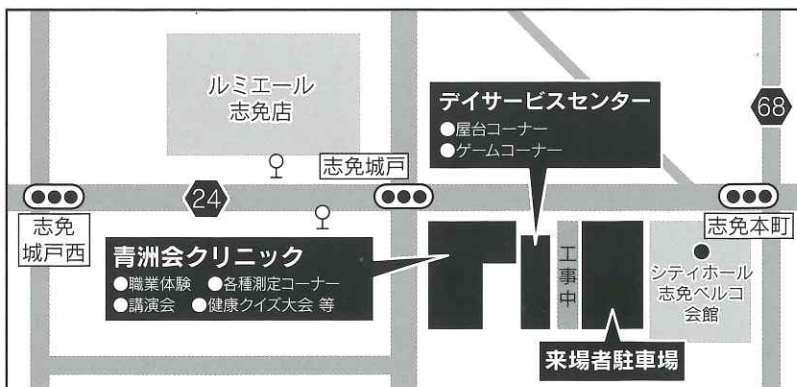 ルミエール
志免店
デイサービスセンター
●屋台コーナー
●ゲームコーナー
68
志免城戸
24
志免
城戸西
志免本町
青洲会クリニック
●職業体験 ●各種測定コーナー
●講演会 ●健康クイズ大会 等
工事中
シティホール
志免ベルコ
会館
来場者駐車場